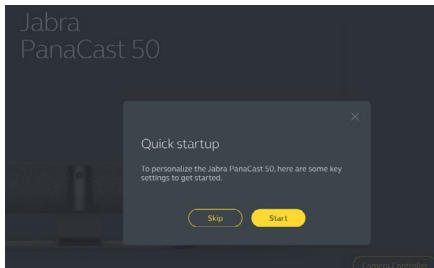 Jabra
PanaCast 50
Quick startup
To personalize the Jabra PanaCast 50, here are some key
settings to get started.
Skip
Start
Camera Controller